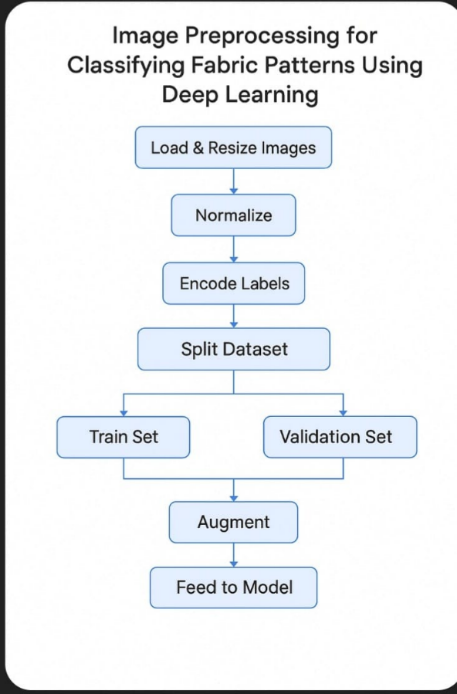 Image Preprocessing for
Classifying Fabric Patterns Using
Deep Learning
Load & Resize Images
Normalize
Encode Labels
Split Dataset
Train Set
Validation Set
Augment
Feed to Model